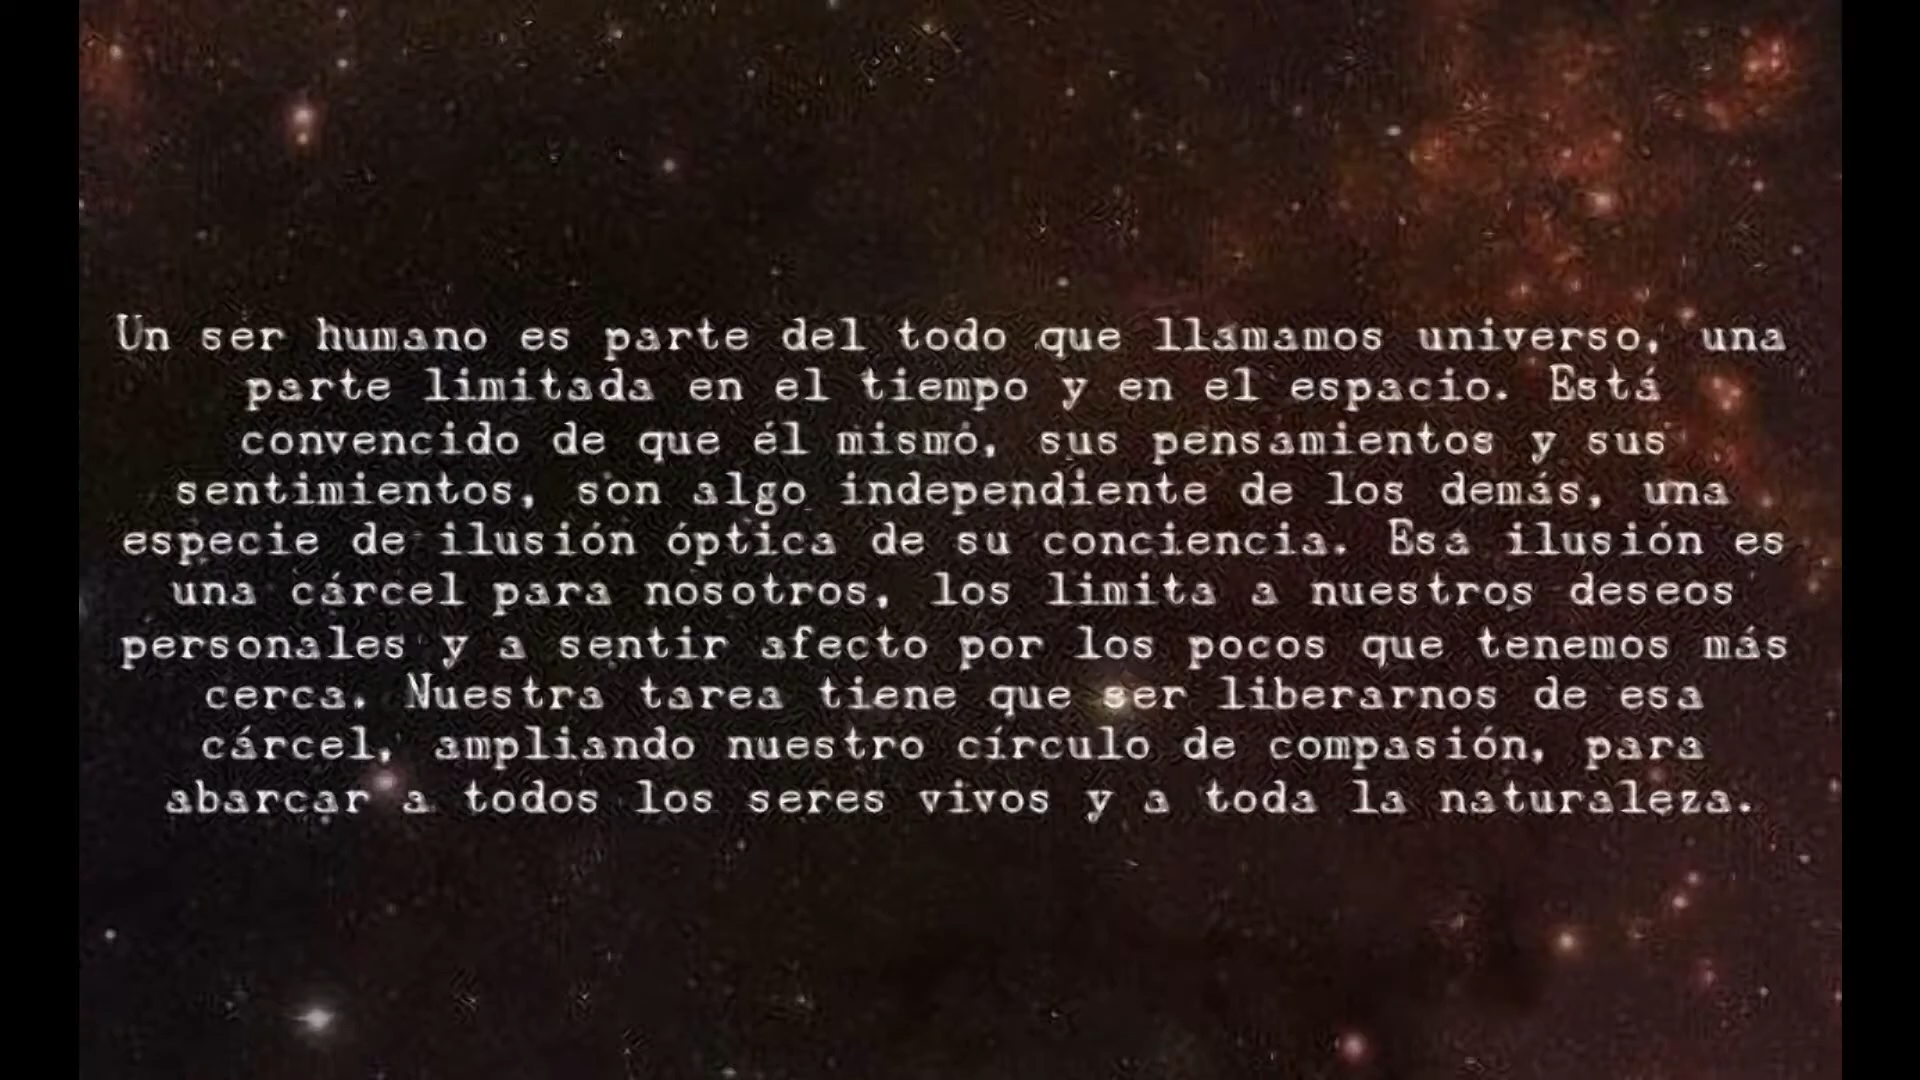 Un ser humano es parte del todo que llamamos universo, una
parte limitada en el tiempo y en el espacio. Está
convencido de que él mismo, sus pensamientos y sus
sentimientos, son algo independiente de los demás, una
especie de ilusión óptica de su conciencia. Esa ilusión es
una cárcel para nosotros, los limita a nuestros deseos
personales y a sentir afecto por los pocos que tenemos más
cerca. Nuestra tarea tiene que ser liberarnos de esa
cárcel, ampliando nuestro círculo de compasión, para
abarcar a todos los seres vivos y a toda la naturaleza.